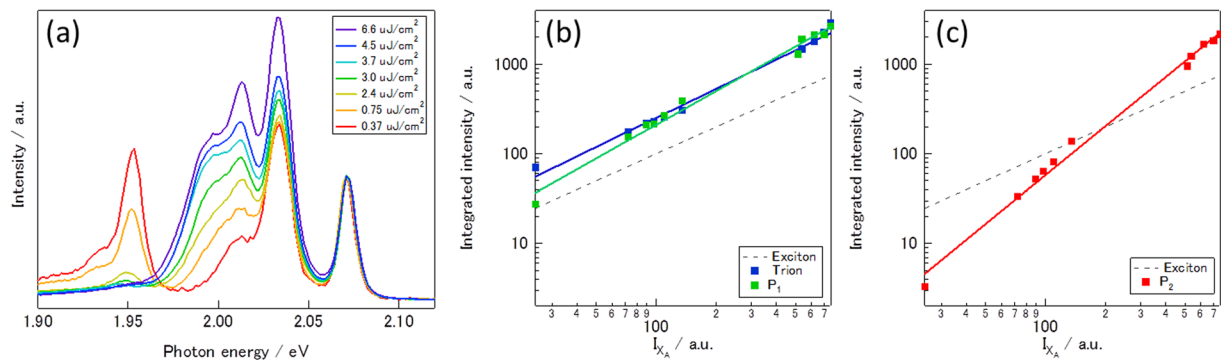 (a)
6.6 uJ/cm²
4.5 uJ/cm²
3.7 uJ/cm²
3.0 uJ/cm²
2.4 uJ/cm²
0.75 uJ/cm²
0.37 uJ/cm²
Intensity / a.u.
1.90 1.95 2.00 2.05 2.10
Photon energy / eV
(b)
Integrated intensity / a.u.
1000
100
10
Exciton
Trion
P₁
3 4 5 6 7 8 9 100 2 3 4 5 6 7
I_{X_A} / a.u.
(c)
Integrated intensity / a.u.
1000
100
10
Exciton
P₂
3 4 5 6 7 8 9 100 2 3 4 5 6 7
I_{X_A} / a.u.